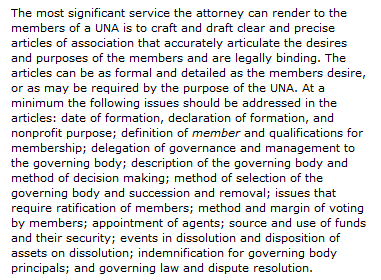 The most significant service the attorney can render to the
members of a UNA is to craft and draft clear and precise
articles of association that accurately articulate the desires
and purposes of the members and are legally binding. The
articles can be as formal and detailed as the members desire,
or as may be required by the purpose of the UNA. At a
minimum the following issues should be addressed in the
articles: date of formation, declaration of formation, and
nonprofit purpose; definition of member and qualifications for
membership; delegation of governance and management to
the governing body; description of the governing body and
method of decision making; method of selection of the
governing body and succession and removal; issues that
require ratification of members; method and margin of voting
by members; appointment of agents; source and use of funds
and their security; events in dissolution and disposition of
assets on dissolution; indemnification for governing body
principals; and governing law and dispute resolution.